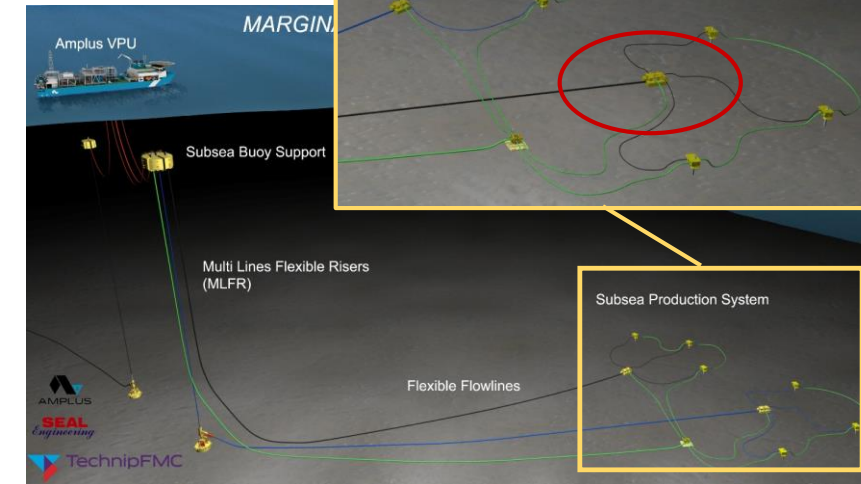 MARGINA
Amplus VPU
Subsea Buoy Support
Multi Lines Flexible Risers
(MLFR)
Subsea Production System
Flexible Flowlines
AMPLUS
SEAL
Engineering
TechnipFMC